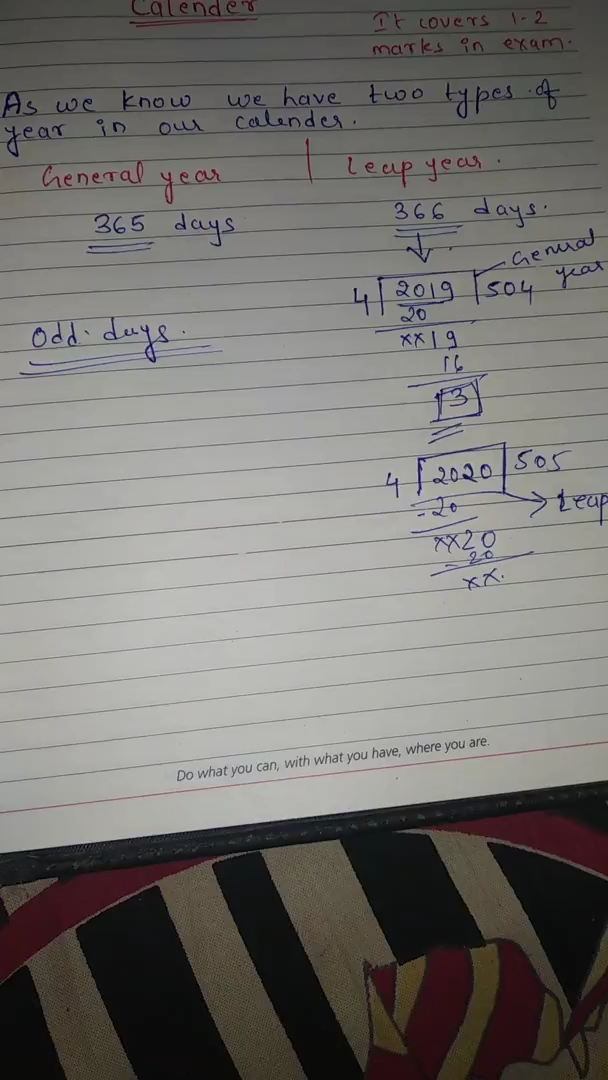 Calender
It covers 1-2
marks in exam.
As we know we have two types of
year in our calender.
General year | Leap year.
365 days
366 days.
General
year
4 2019 504
20
xx19
16
3
Odd. days.
4 2020 505
-20
Leap
xx20
-20
xx.
Do what you can, with what you have, where you are.